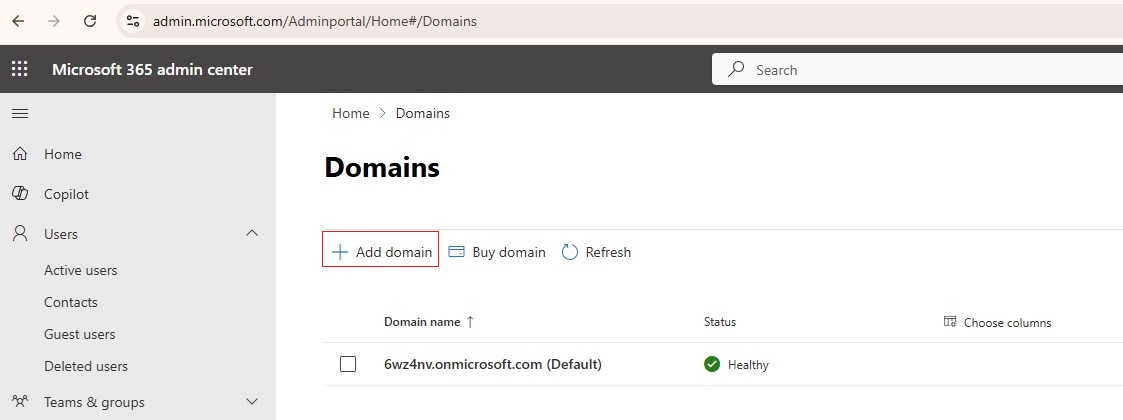 admin.microsoft.com/Adminportal/Home#/Domains
Microsoft 365 admin center
Search
Home
Copilot
Users
Active users
Contacts
Guest users
Deleted users
Teams & groups
Home > Domains
Domains
Add domain Buy domain Refresh
Domain name ↑ Status Choose columns
6wz4nv.onmicrosoft.com (Default) Healthy